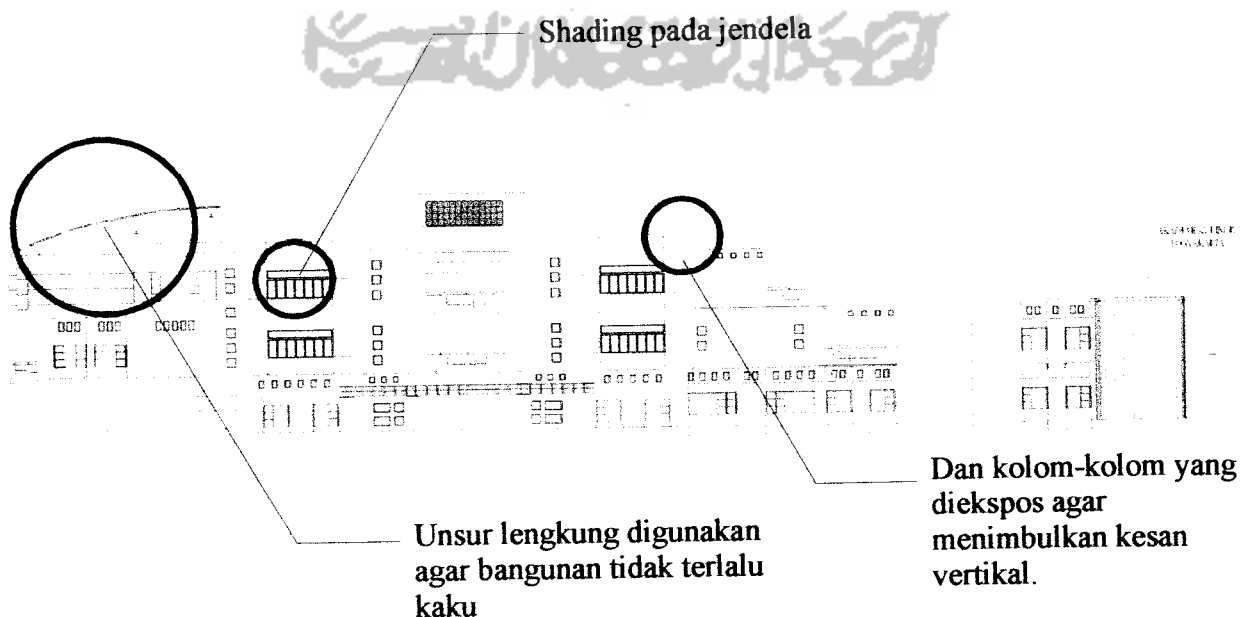 Shading pada jendela
Dan kolom-kolom yang
diekspos agar
menimbulkan kesan
vertikal.
Unsur lengkung digunakan
agar bangunan tidak terlalu
kaku